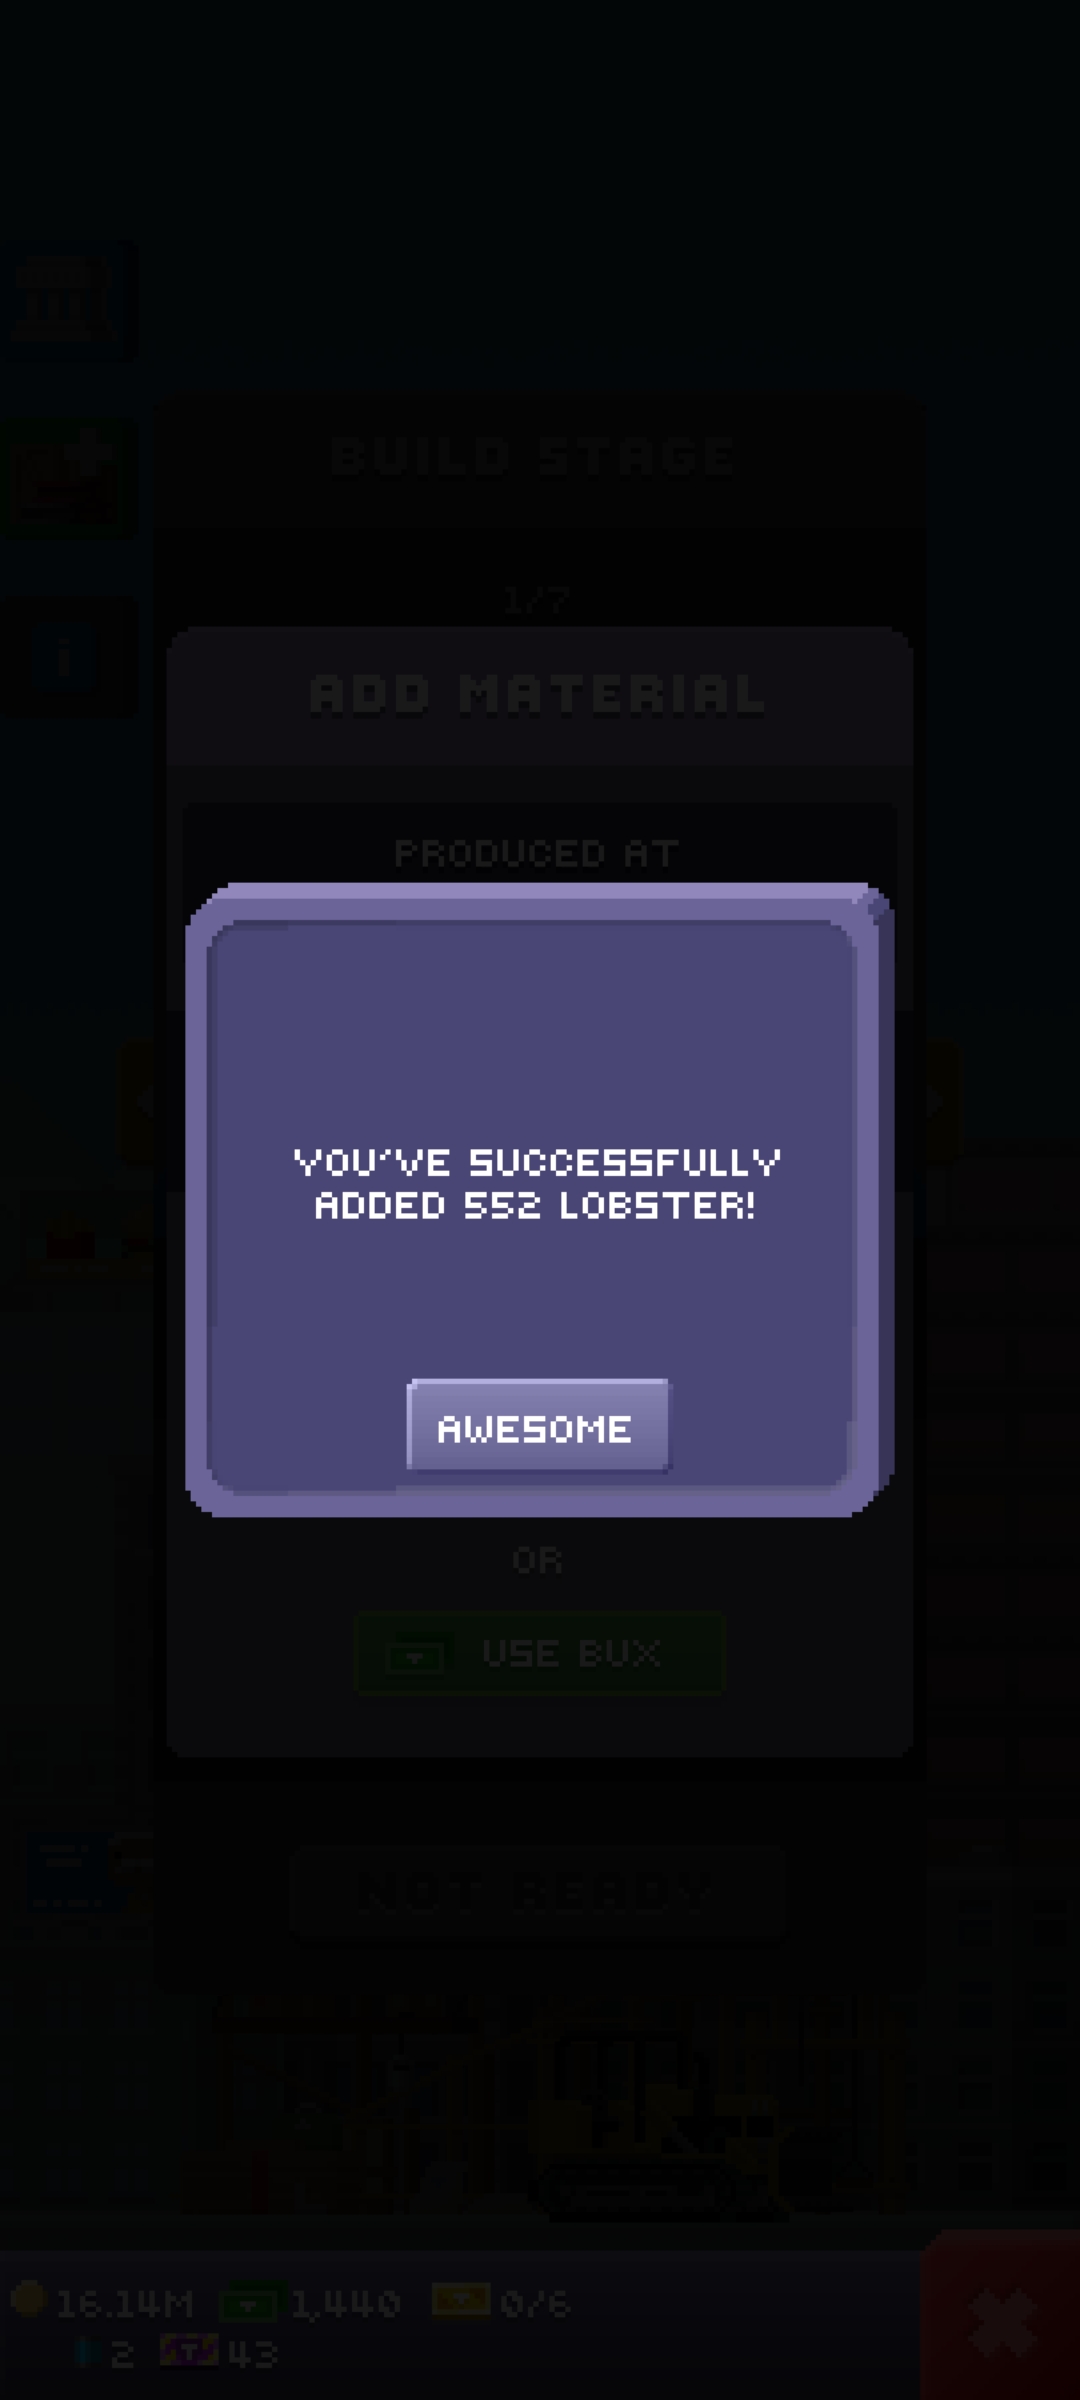 BUILD STAGE
1/7
ADD MATERIAL
PRODUCED AT
YOU'VE SUCCESSFULLY
ADDED 552 LOBSTER!
AWESOME
OR
USE BUX
NOT READY
16.14M 1,440 0/6
2 T 43